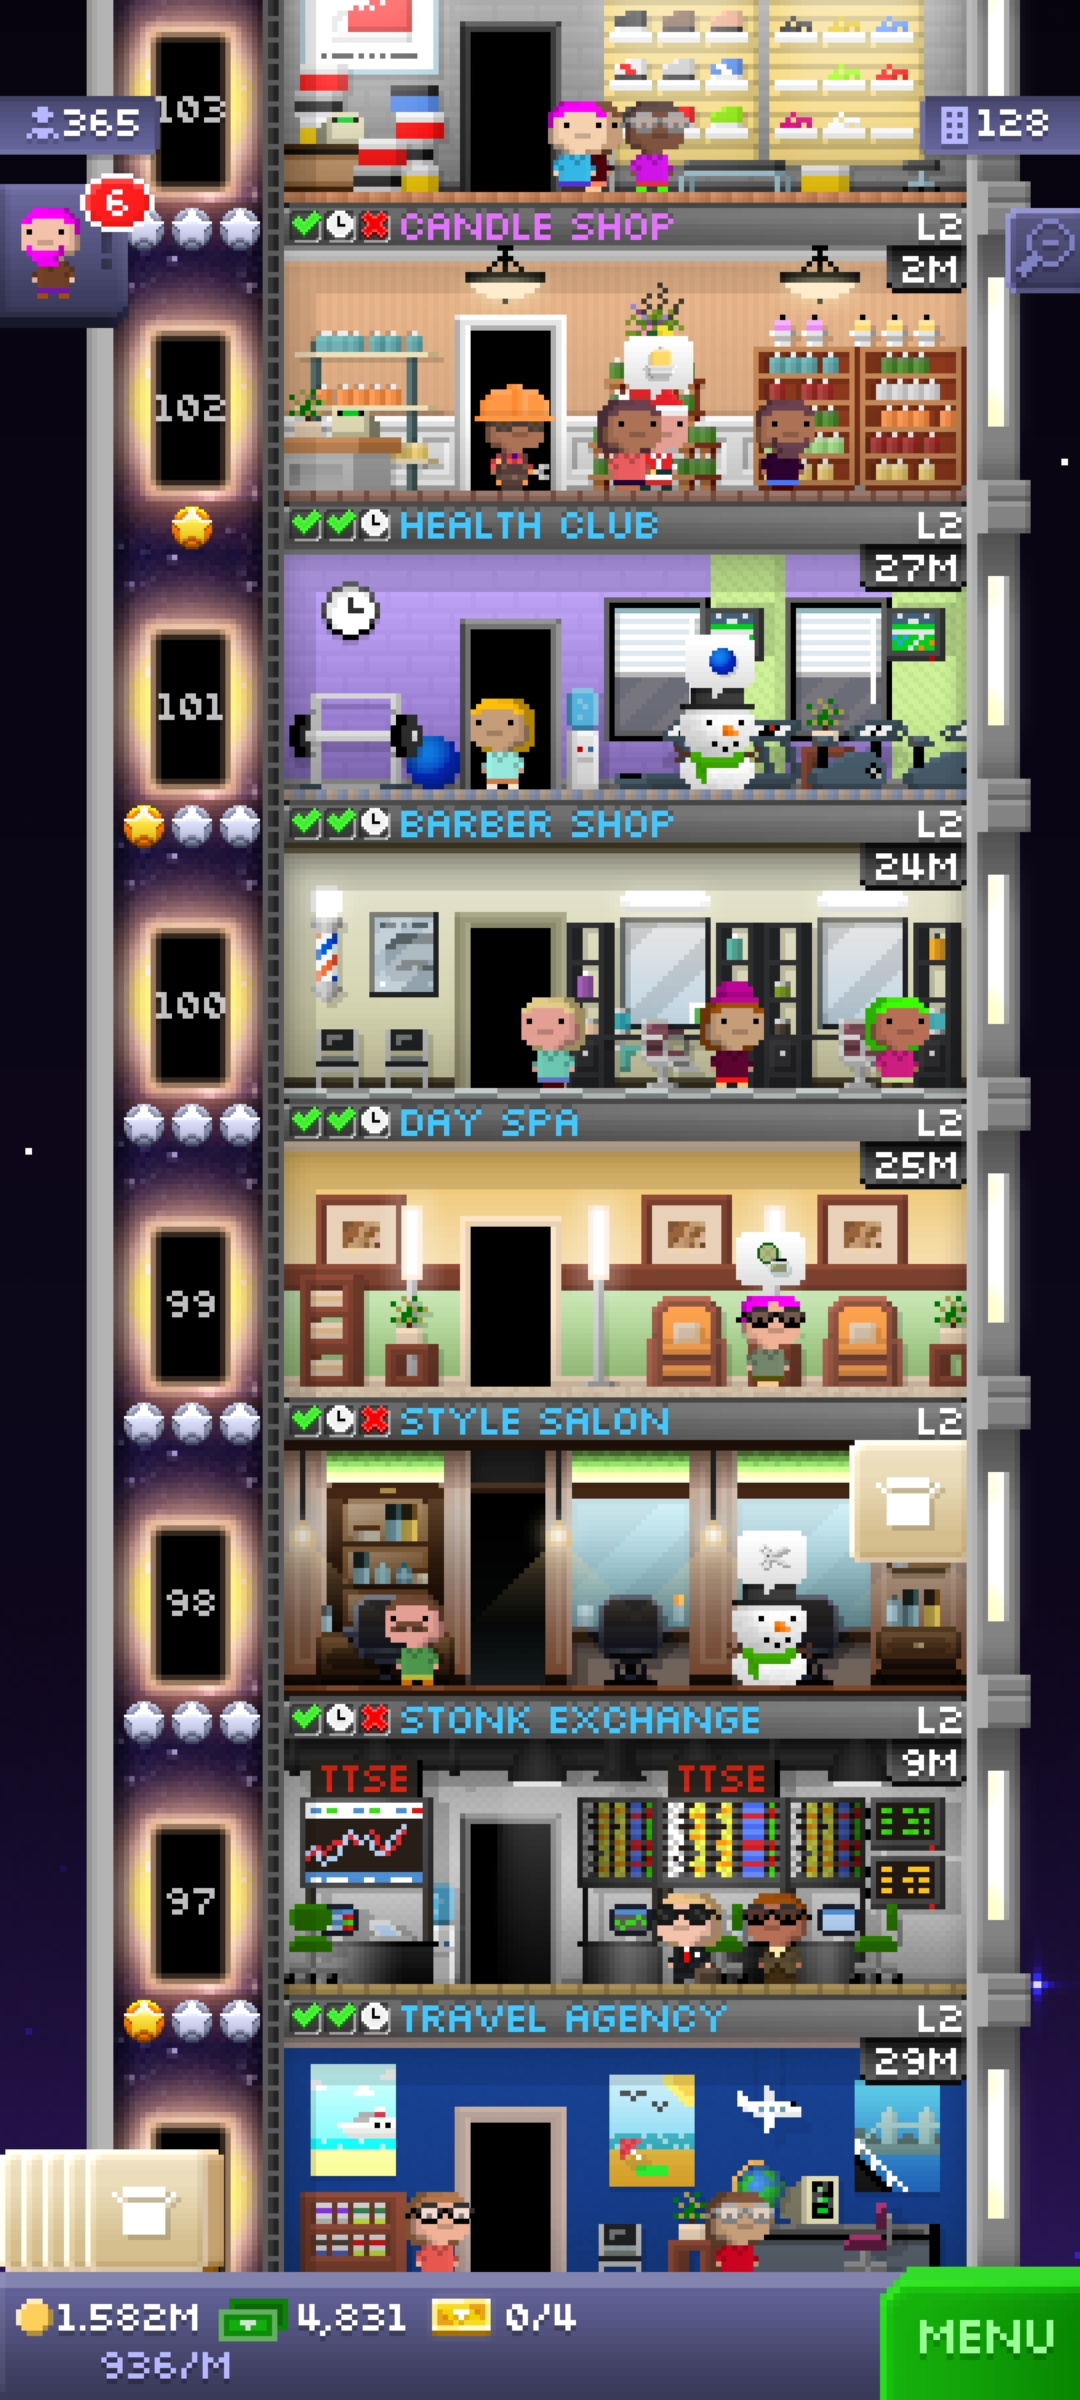 103
365
128
6
CANDLE SHOP L2
2M
102
HEALTH CLUB L2
27M
101
BARBER SHOP L2
24M
100
DAY SPA L2
25M
99
STYLE SALON L2
98
STONK EXCHANGE L2
9M
TTSE TTSE
97
TRAVEL AGENCY L2
29M
1.582M 4,831 0/4
936/M
MENU